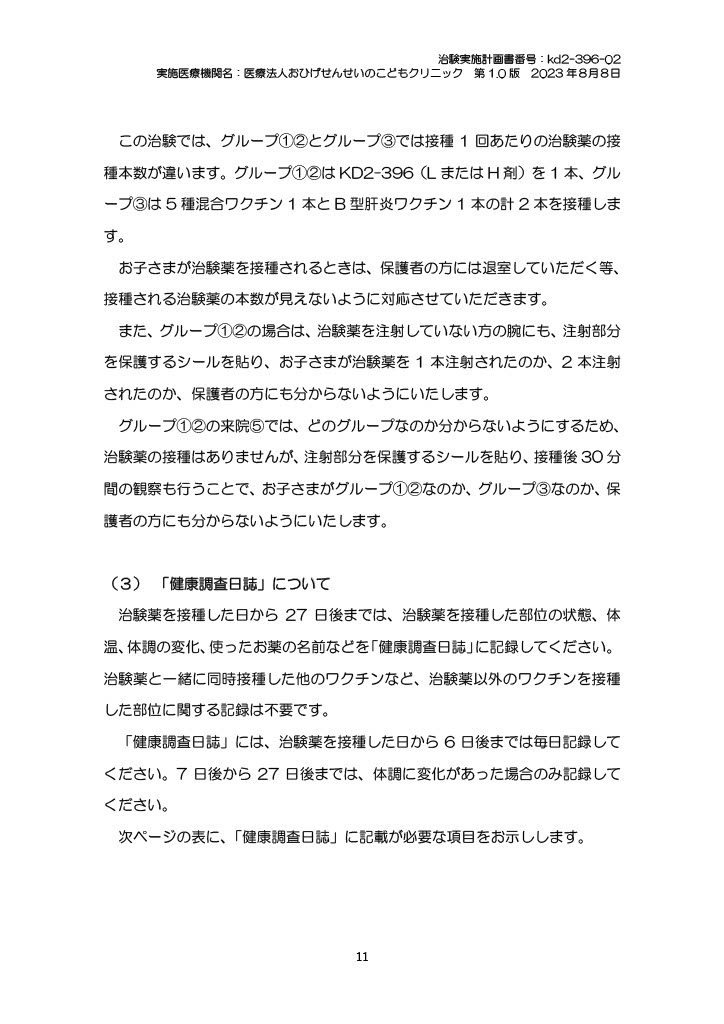 治験実施計画書番号：kd2-396-02
実施医療機関名：医療法人おひげせんせいのこどもクリニック　第 1.0 版　2023 年 8 月 8 日
この治験では、グループ①②とグループ③では接種 1 回あたりの治験薬の接
種本数が違います。グループ①②は KD2-396（L または H 剤）を 1 本、グル
ープ③は 5 種混合ワクチン 1 本と B 型肝炎ワクチン 1 本の計 2 本を接種しま
す。
お子さまが治験薬を接種されるときは、保護者の方には退室していただく等、
接種される治験薬の本数が見えないように対応させていただきます。
また、グループ①②の場合は、治験薬を注射していない方の腕にも、注射部分
を保護するシールを貼り、お子さまが治験薬を 1 本注射されたのか、2 本注射
されたのか、保護者の方にも分からないようにいたします。
グループ①②の来院⑤では、どのグループなのか分からないようにするため、
治験薬の接種はありませんが、注射部分を保護するシールを貼り、接種後 30 分
間の観察も行うことで、お子さまがグループ①②なのか、グループ③なのか、保
護者の方にも分からないようにいたします。
（3）　「健康調査日誌」について
治験薬を接種した日から 27 日後までは、治験薬を接種した部位の状態、体
温、体調の変化、使ったお薬の名前などを「健康調査日誌」に記録してください。
治験薬と一緒に同時接種した他のワクチンなど、治験薬以外のワクチンを接種
した部位に関する記録は不要です。
「健康調査日誌」には、治験薬を接種した日から 6 日後までは毎日記録して
ください。7 日後から 27 日後までは、体調に変化があった場合のみ記録して
ください。
次ページの表に、「健康調査日誌」に記載が必要な項目をお示しします。
11